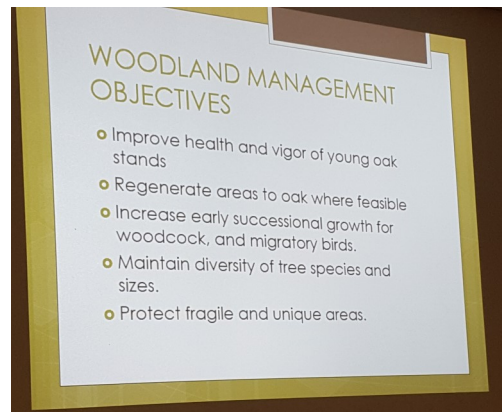 WOODLAND MANAGEMENT
OBJECTIVES
Improve health and vigor of young oak
stands
Regenerate areas to oak where feasible
Increase early successional growth for
woodcock, and migratory birds.
Maintain diversity of tree species and
sizes.
Protect fragile and unique areas.